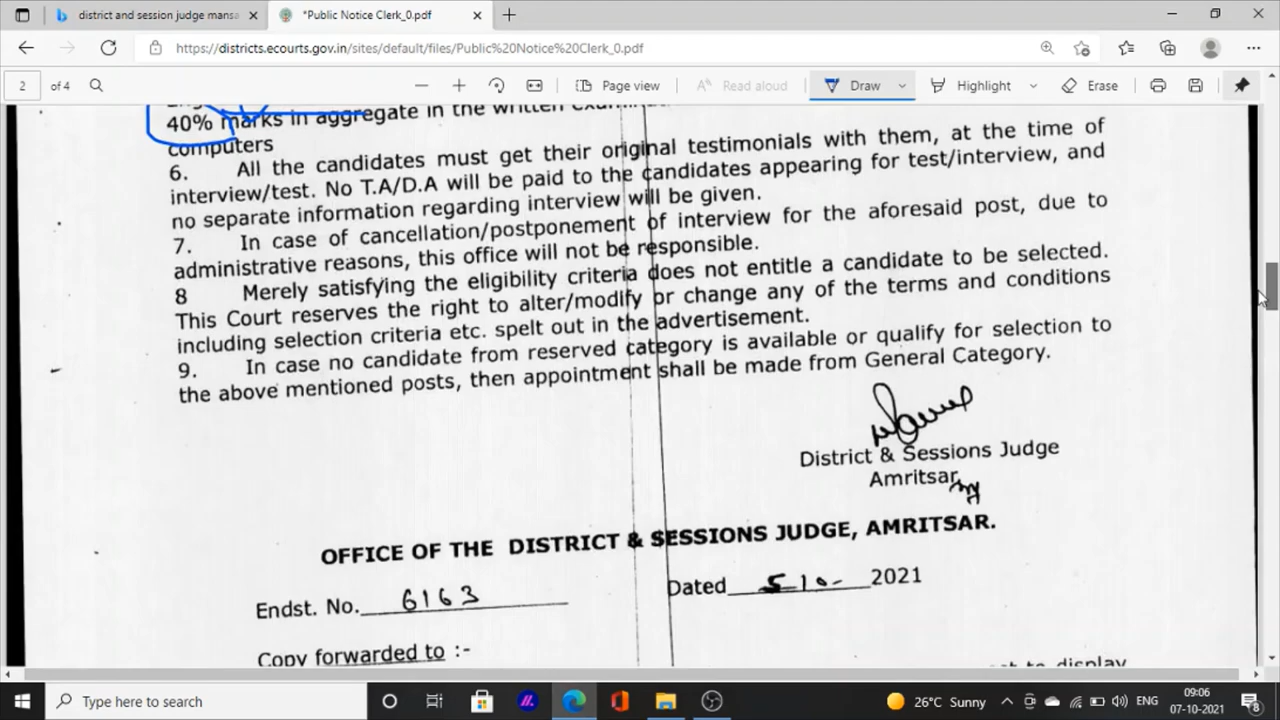 district and session judge mansa
*Public Notice Clerk_0.pdf
https://districts.ecourts.gov.in/sites/default/files/Public%20Notice%20Clerk_0.pdf
2 of 4
Page view
Read aloud
Draw
Highlight
Erase
40% marks in aggregate in the written
computers
6. All the candidates must get their original testimonials with them, at the time of
interview/test. No T.A/D.A will be paid to the candidates appearing for test/interview, and
no separate information regarding interview will be given.
7. In case of cancellation/postponement of interview for the aforesaid post, due to
administrative reasons, this office will not be responsible.
8 Merely satisfying the eligibility criteria does not entitle a candidate to be selected.
This Court reserves the right to alter/modify or change any of the terms and conditions
including selection criteria etc. spelt out in the advertisement.
9. In case no candidate from reserved category is available or qualify for selection to
the above mentioned posts, then appointment shall be made from General Category.
District & Sessions Judge
Amritsar
OFFICE OF THE DISTRICT & SESSIONS JUDGE, AMRITSAR.
Endst. No. 6163 Dated 5-10- 2021
Copy forwarded to :-
to display
Type here to search
26°C Sunny
ENG
09:06
07-10-2021
8